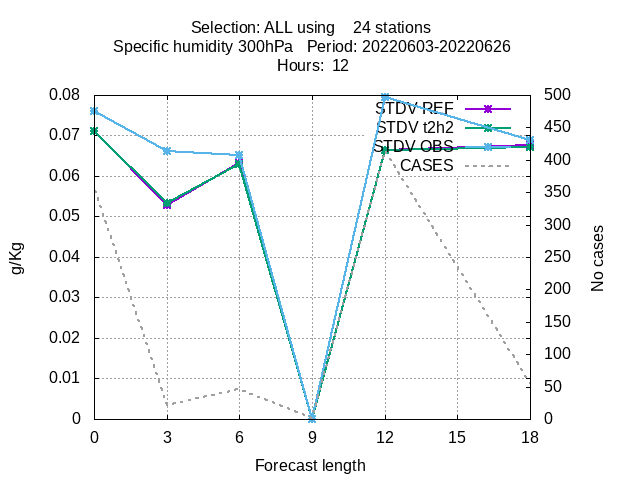 Selection: ALL using 24 stations
Specific humidity 300hPa Period: 20220603-20220626
Hours: 12
0.08
0.07
0.06
0.05
0.04
0.03
0.02
0.01
0
g/Kg
STDV REF
STDV t2h2
STDV OBS
CASES
500
450
400
350
300
250
200
150
100
50
0
No cases
0 3 6 9 12 15 18
Forecast length